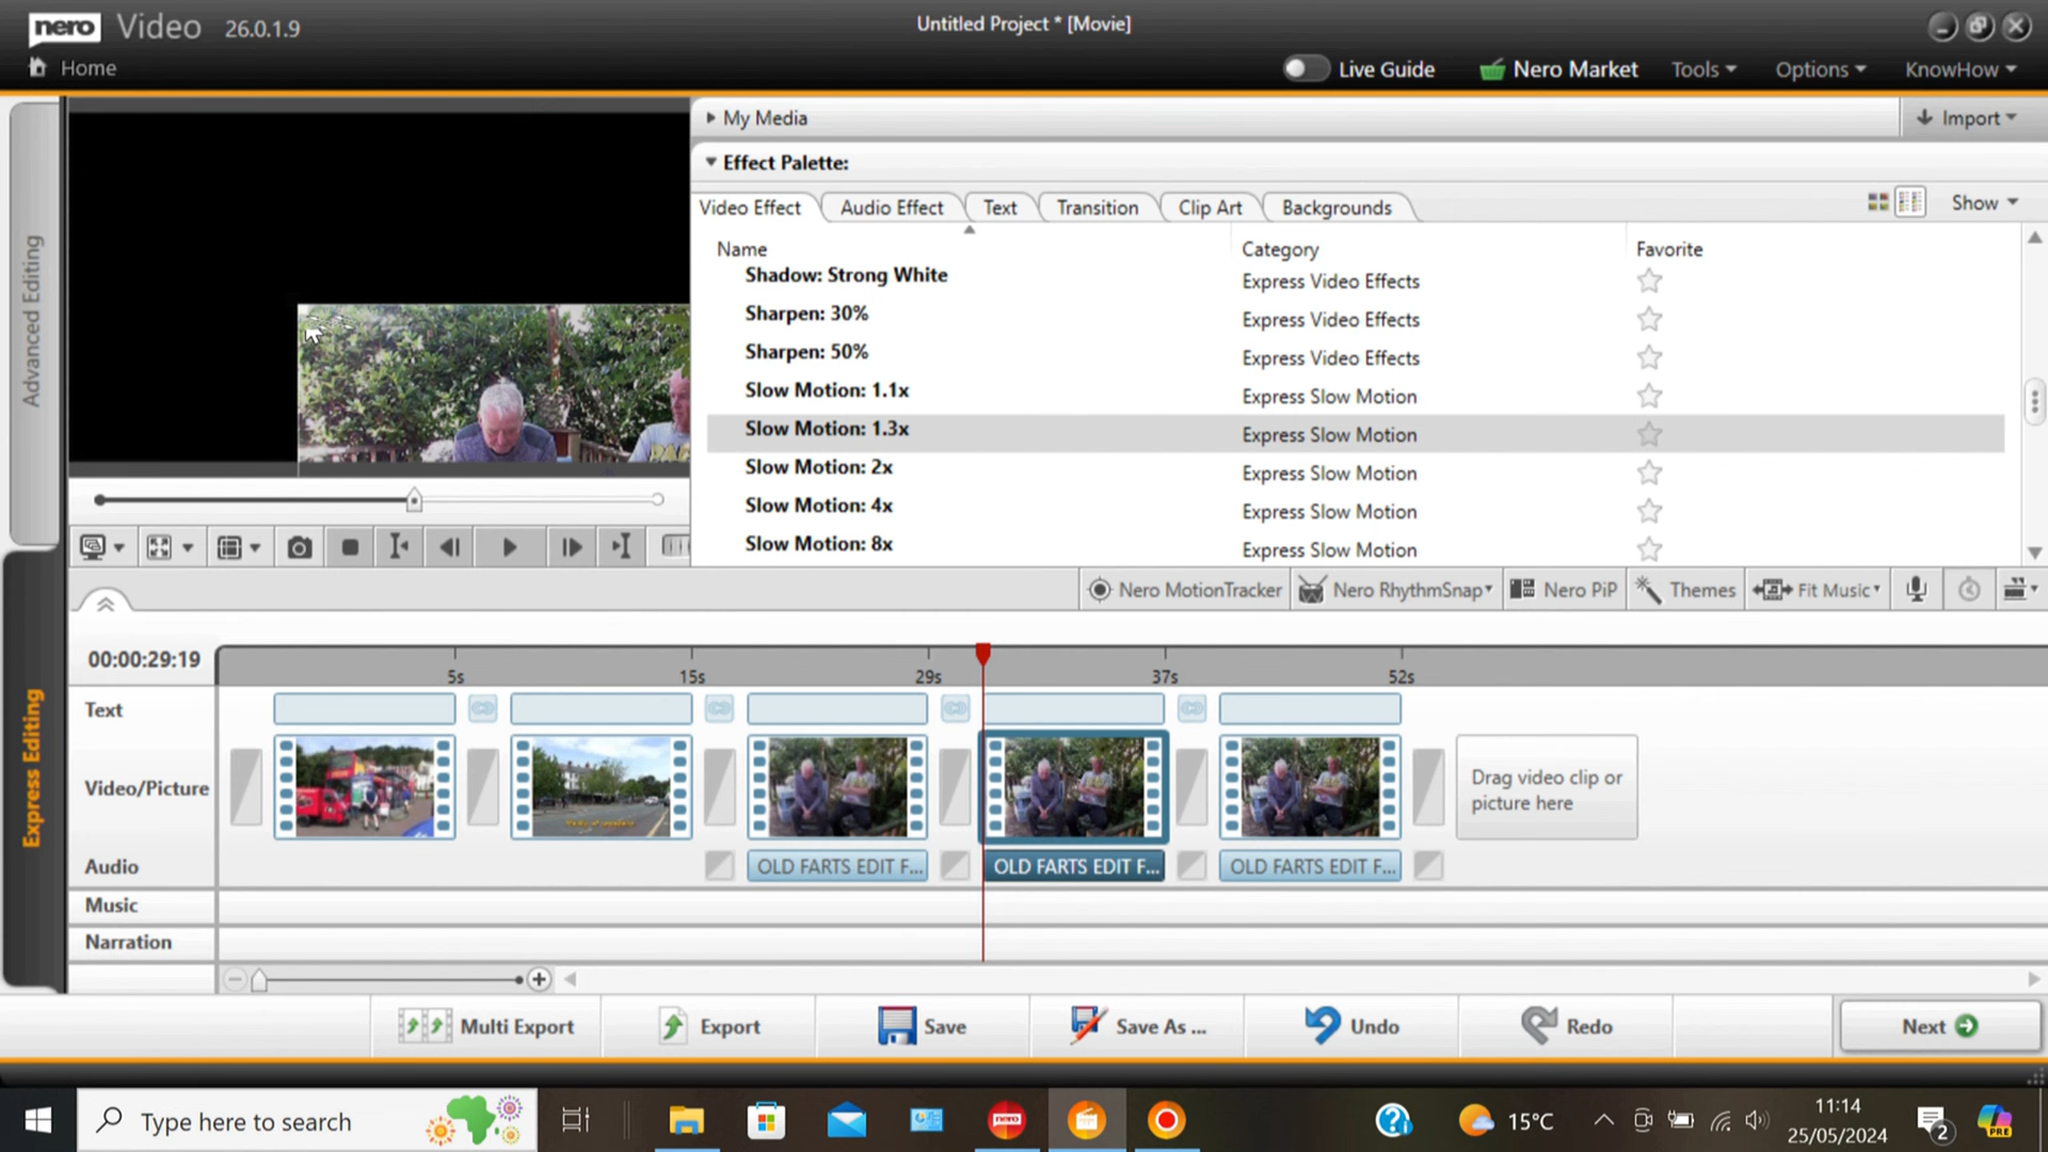 nero Video 26.0.1.9
Untitled Project * [Movie]
Home
Live Guide
Nero Market
Tools
Options
KnowHow
Advanced Editing
My Media
Import
Effect Palette:
Video Effect
Audio Effect
Text
Transition
Clip Art
Backgrounds
Show
Name Category Favorite
Shadow: Strong White Express Video Effects
Sharpen: 30% Express Video Effects
Sharpen: 50% Express Video Effects
Slow Motion: 1.1x Express Slow Motion
Slow Motion: 1.3x Express Slow Motion
Slow Motion: 2x Express Slow Motion
Slow Motion: 4x Express Slow Motion
Slow Motion: 8x Express Slow Motion
Nero MotionTracker
Nero RhythmSnap
Nero PiP
Themes
Fit Music
Express Editing
00:00:29:19
5s 15s 29s 37s 52s
Text
Video/Picture
Drag video clip or
picture here
Audio
OLD FARTS EDIT F... OLD FARTS EDIT F... OLD FARTS EDIT F...
Music
Narration
Multi Export
Export
Save
Save As ...
Undo
Redo
Next
Type here to search
nero
15°C
11:14
25/05/2024
2
PRE